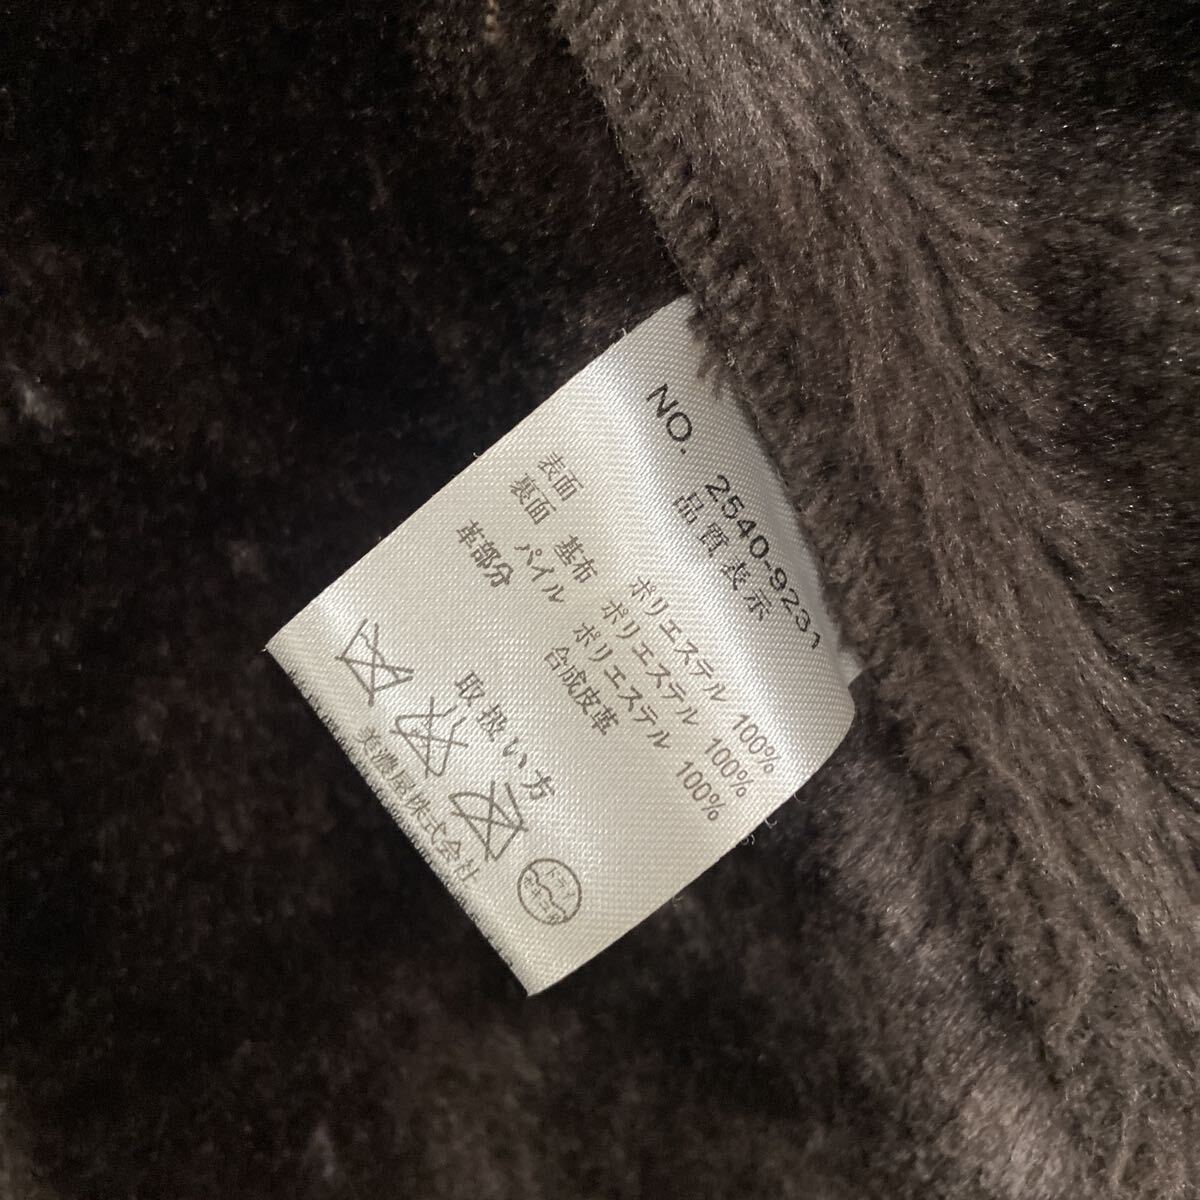 NO. 2540-9231
品質表示
表面 ポリエステル 100%
裏面 基布 ポリエステル 100%
パイル ポリエステル 100%
革部分 合成皮革
取扱い方
美濃屋株式会社